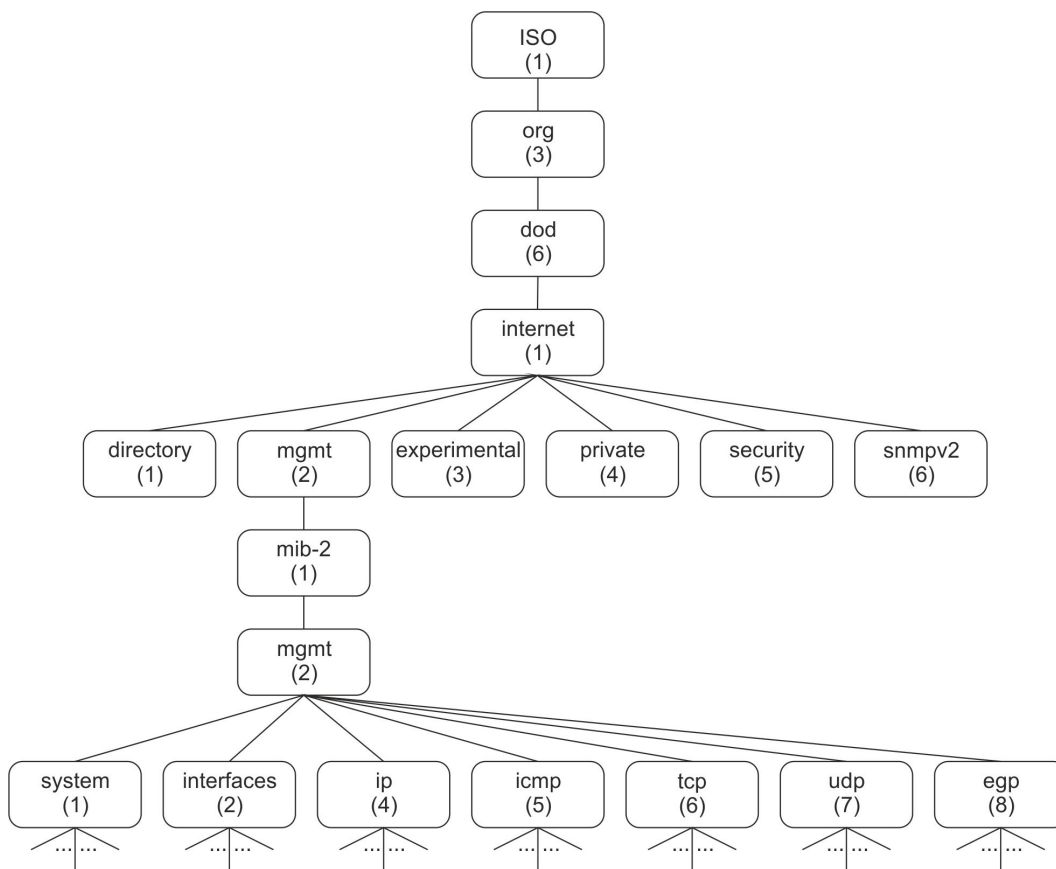 ISO
(1)
org
(3)
dod
(6)
internet
(1)
directory
(1)
mgmt
(2)
experimental
(3)
private
(4)
security
(5)
snmpv2
(6)
mib-2
(1)
mgmt
(2)
system
(1)
interfaces
(2)
ip
(4)
icmp
(5)
tcp
(6)
udp
(7)
egp
(8)
... ...
... ...
... ...
... ...
... ...
... ...
... ...